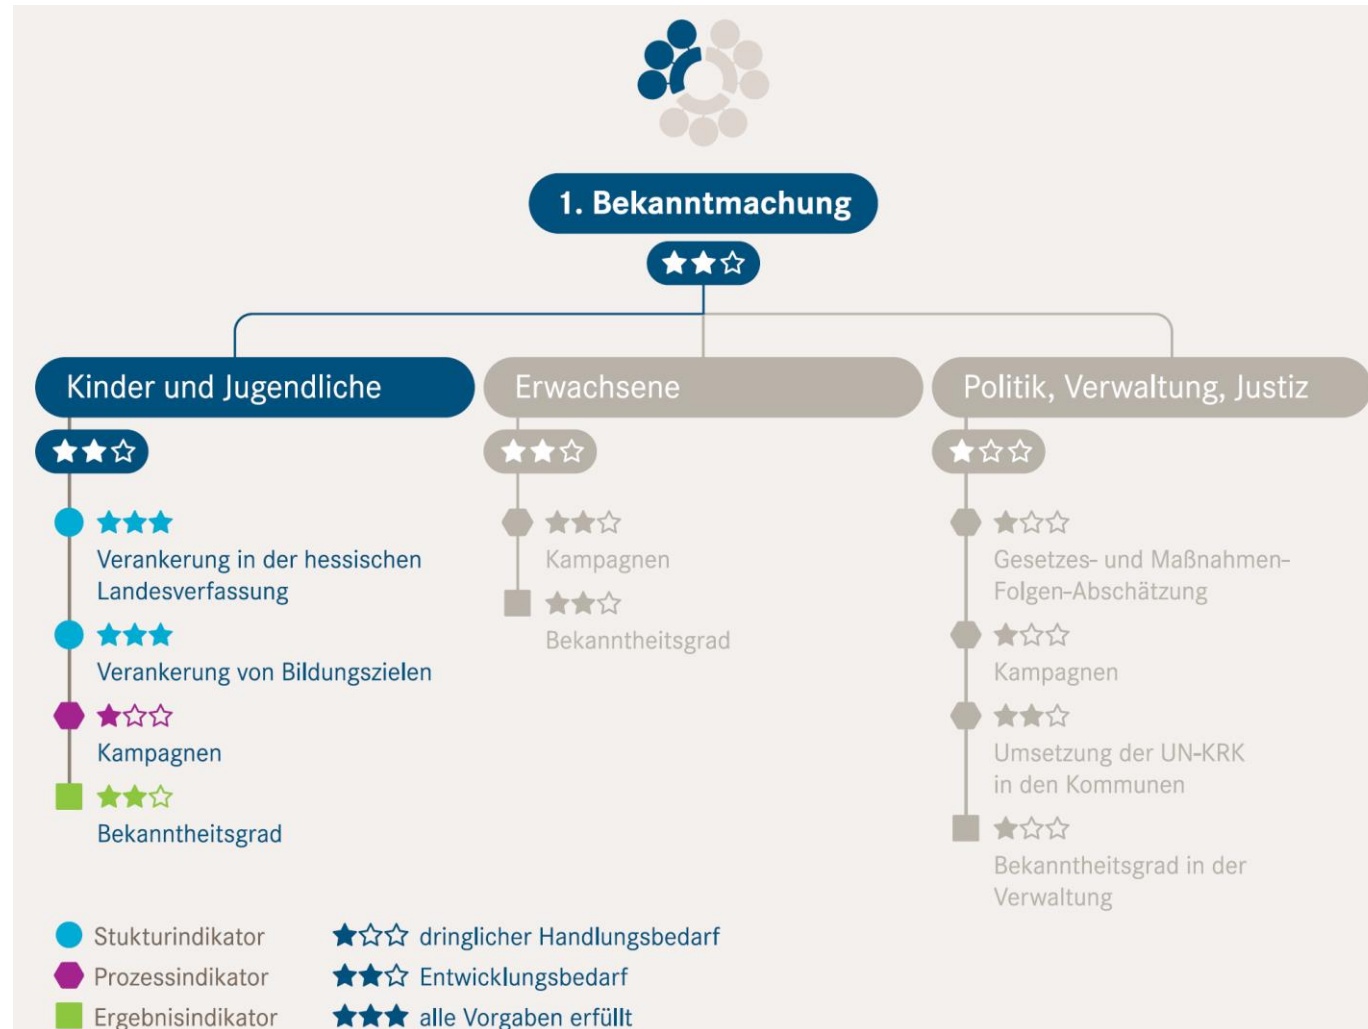 1. Bekanntmachung
Kinder und Jugendliche
Verankerung in der hessischen
Landesverfassung
Verankerung von Bildungszielen
Kampagnen
Bekanntheitsgrad
Erwachsene
Kampagnen
Bekanntheitsgrad
Politik, Verwaltung, Justiz
Gesetzes- und Maßnahmen-
Folgen-Abschätzung
Kampagnen
Umsetzung der UN-KRK
in den Kommunen
Bekanntheitsgrad in der
Verwaltung
Stukturindikator
Prozessindikator
Ergebnisindikator
dringlicher Handlungsbedarf
Entwicklungsbedarf
alle Vorgaben erfüllt